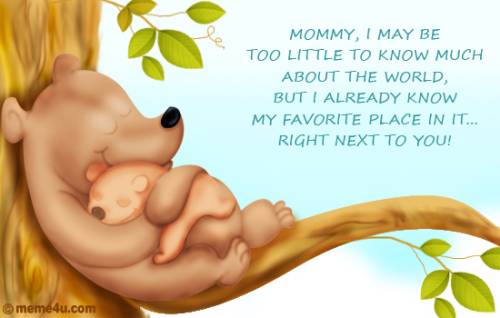 MOMMY, I MAY BE
TOO LITTLE TO KNOW MUCH
ABOUT THE WORLD,
BUT I ALREADY KNOW
MY FAVORITE PLACE IN IT...
RIGHT NEXT TO YOU!
© meme4u.com